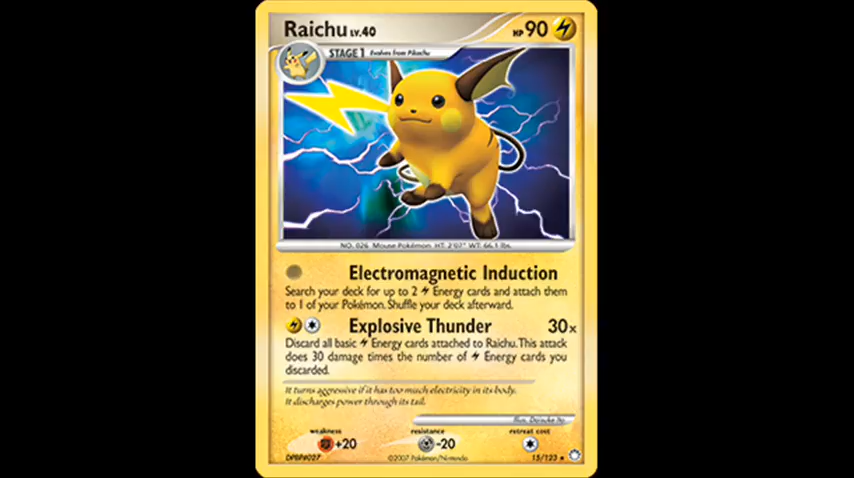 Raichu LV.40 HP 90
STAGE 1 Evolves from Pikachu
NO. 026 Mouse Pokémon HT: 2'07" WT: 66.1 lbs.
Electromagnetic Induction
Search your deck for up to 2 Energy cards and attach them
to 1 of your Pokémon. Shuffle your deck afterward.
Explosive Thunder 30x
Discard all basic Energy cards attached to Raichu. This attack
does 30 damage times the number of Energy cards you
discarded.
It turns aggressive if it has too much electricity in its body.
It discharges power through its tail.
Illus. Daisuke Ito
weakness resistance retreat cost
+20 -20
DPBP#027 ©2007 Pokémon/Nintendo 15/123